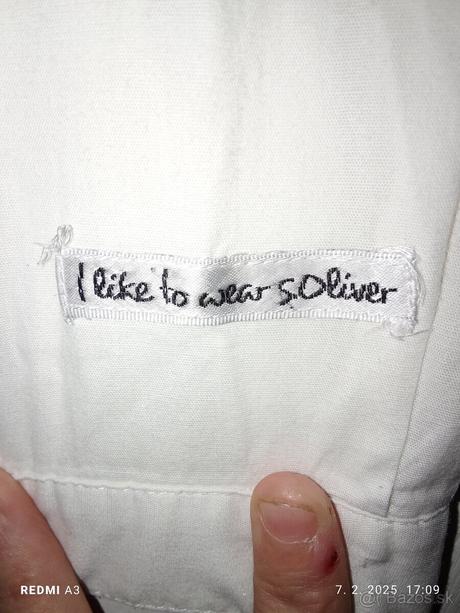 I like to wear s.Oliver
REDMI A3
7. 2. 2025 17:09
Bazos.sk